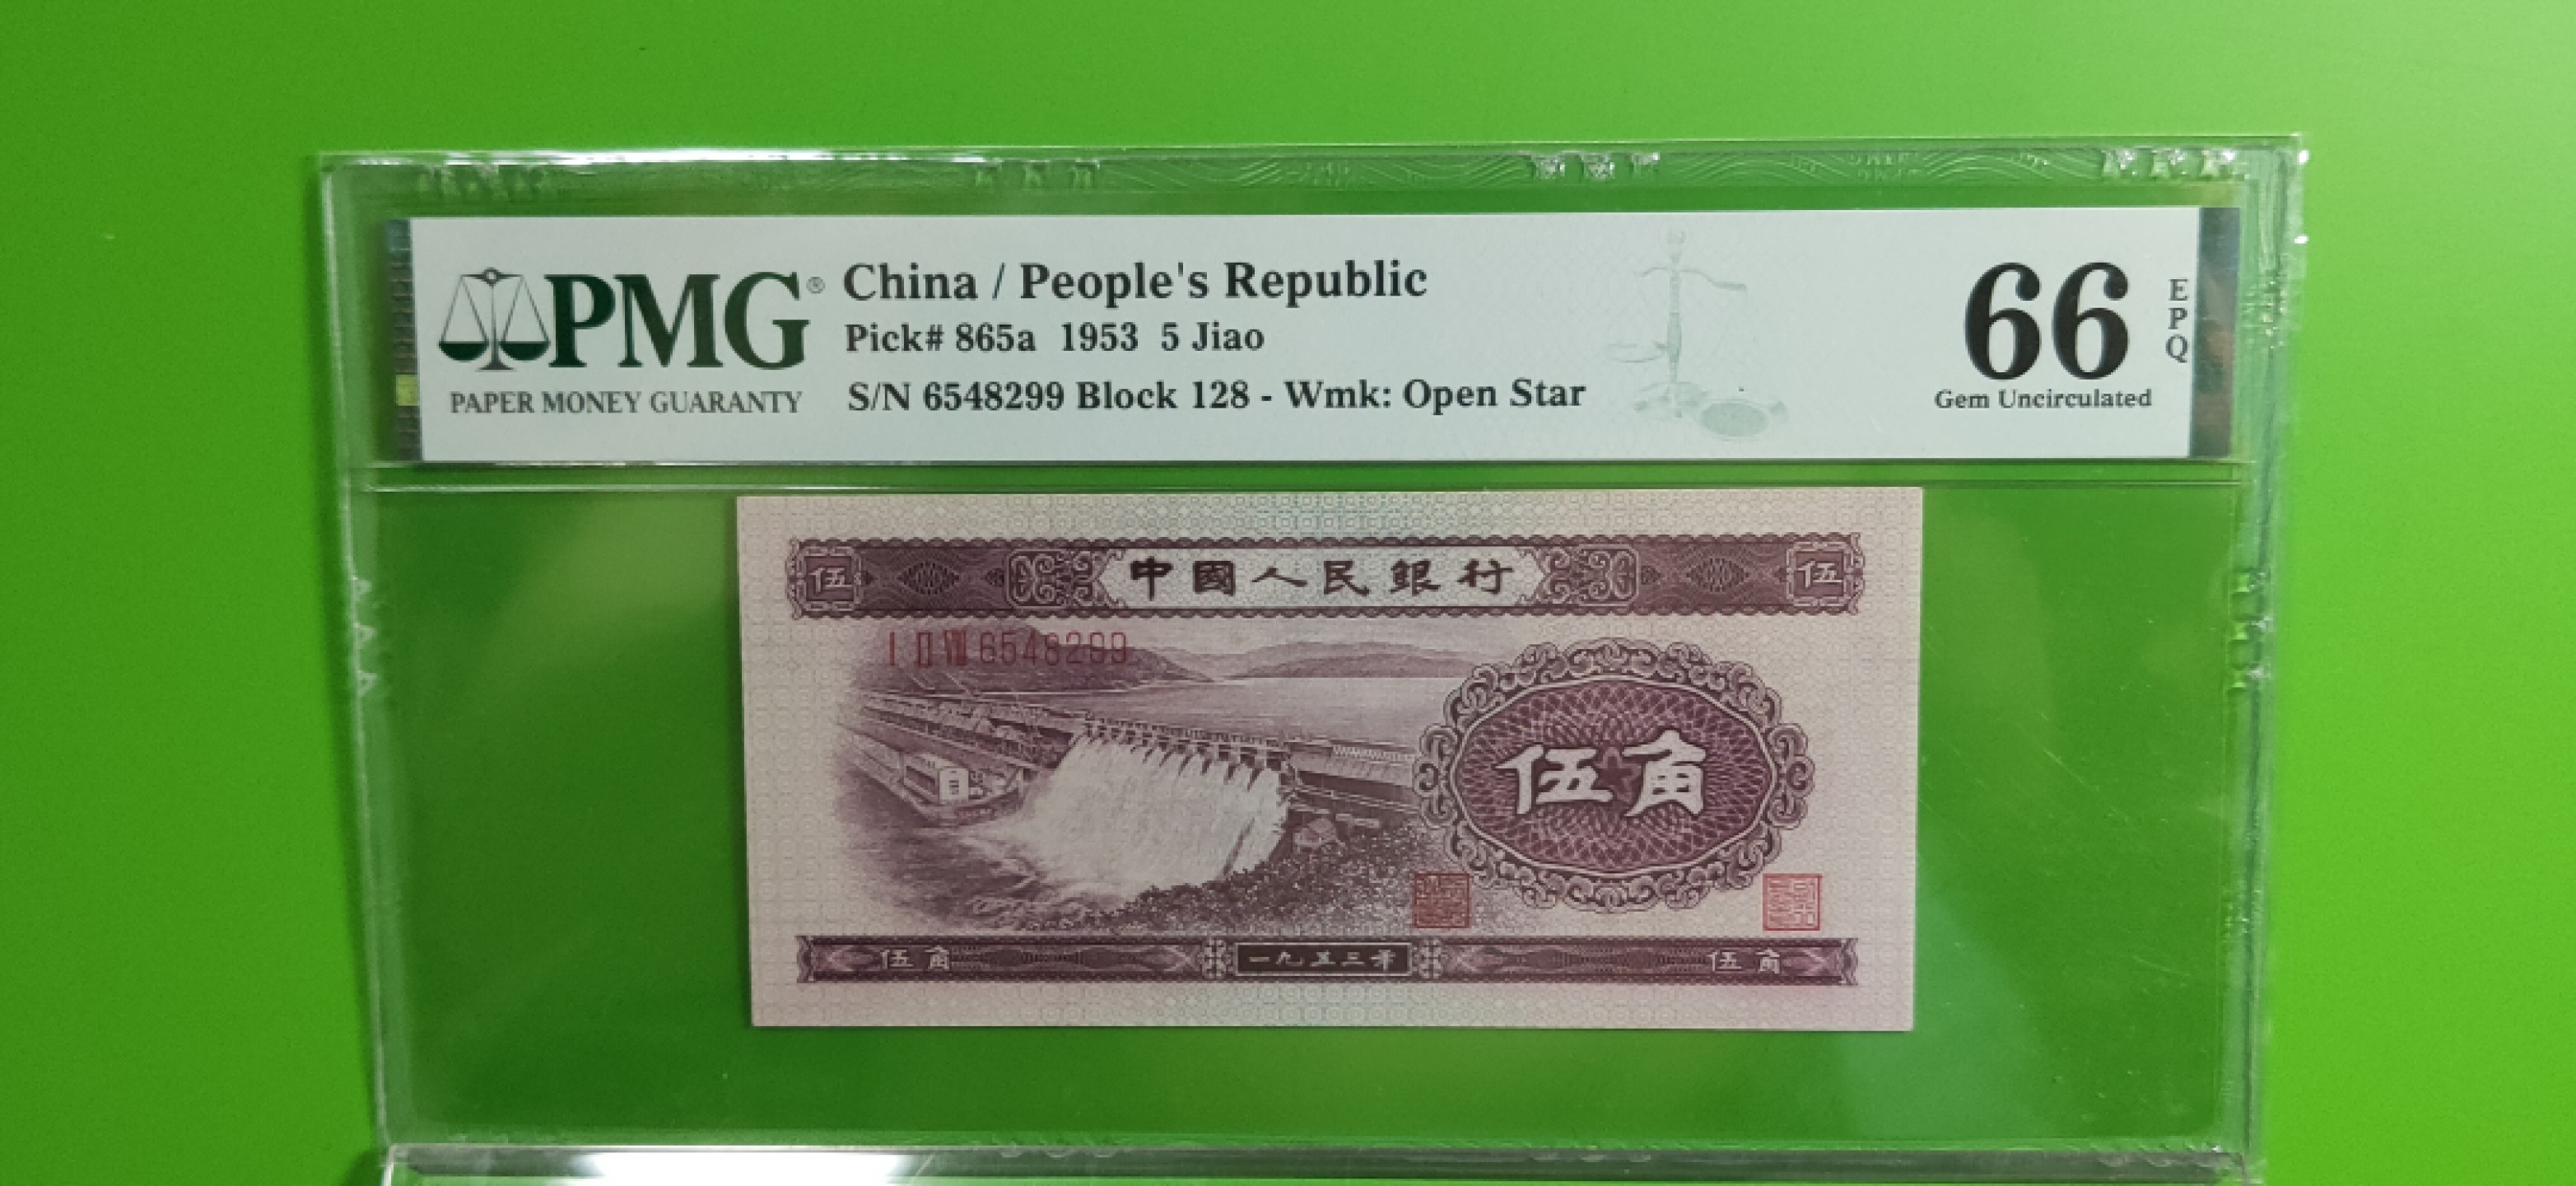 PMG®
PAPER MONEY GUARANTY
China / People's Republic
Pick# 865a 1953 5 Jiao
S/N 6548299 Block 128 - Wmk: Open Star
66
EPQ
Gem Uncirculated
伍 中國人民銀行 伍
I II VIII 6548299
伍角
伍角 一九五三年 伍角